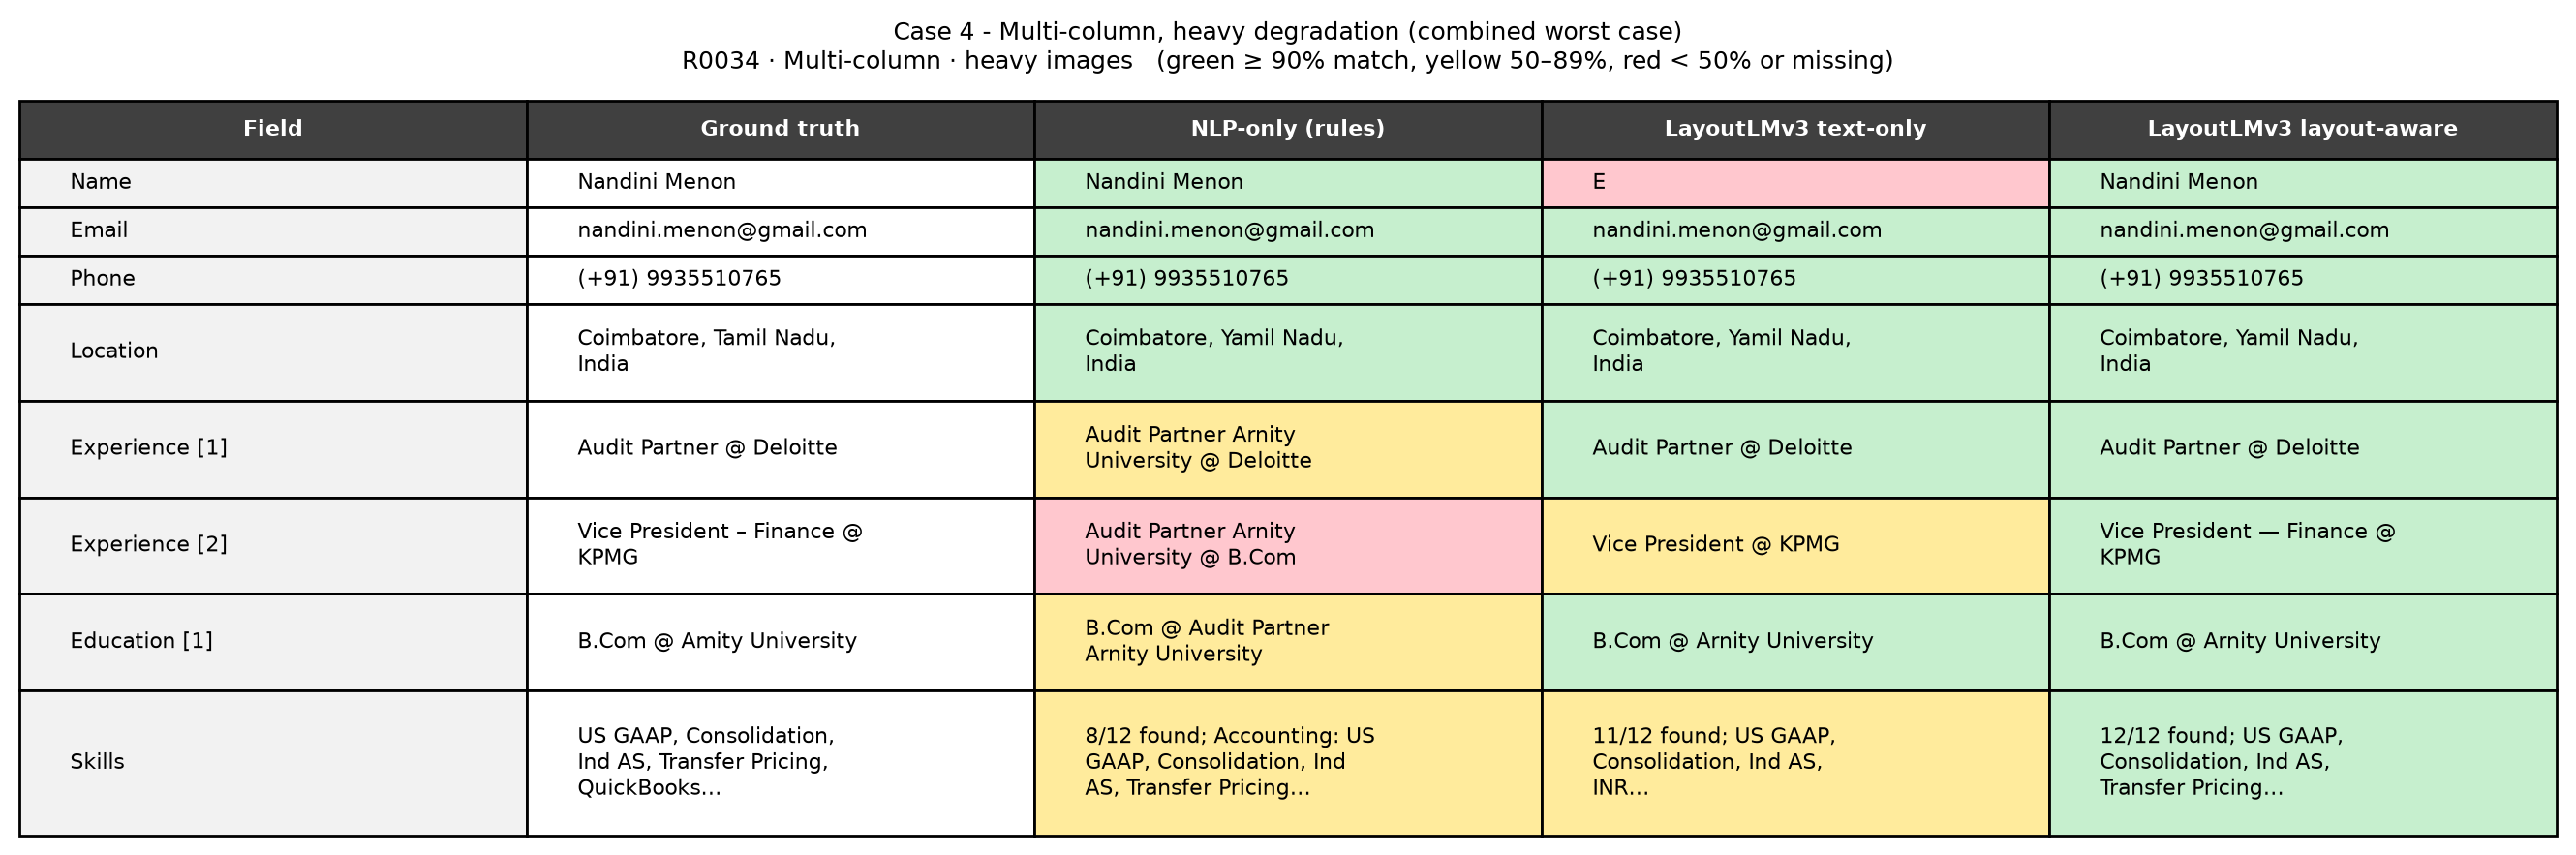 Case 4 - Multi-column, heavy degradation (combined worst case)
R0034 · Multi-column · heavy images (green ≥ 90% match, yellow 50–89%, red < 50% or missing)
Field Ground truth NLP-only (rules) LayoutLMv3 text-only LayoutLMv3 layout-aware
Name Nandini Menon Nandini Menon E Nandini Menon
Email nandini.menon@gmail.com nandini.menon@gmail.com nandini.menon@gmail.com nandini.menon@gmail.com
Phone (+91) 9935510765 (+91) 9935510765 (+91) 9935510765 (+91) 9935510765
Location
Coimbatore, Tamil Nadu,
India
Coimbatore, Yamil Nadu,
India
Coimbatore, Yamil Nadu,
India
Coimbatore, Yamil Nadu,
India
Experience [1]
Audit Partner @ Deloitte
Audit Partner Arnity
University @ Deloitte
Audit Partner @ Deloitte
Audit Partner @ Deloitte
Experience [2]
Vice President – Finance @
KPMG
Audit Partner Arnity
University @ B.Com
Vice President @ KPMG
Vice President — Finance @
KPMG
Education [1]
B.Com @ Amity University
B.Com @ Audit Partner
Arnity University
B.Com @ Arnity University
B.Com @ Arnity University
Skills
US GAAP, Consolidation,
Ind AS, Transfer Pricing,
QuickBooks...
8/12 found; Accounting: US
GAAP, Consolidation, Ind
AS, Transfer Pricing...
11/12 found; US GAAP,
Consolidation, Ind AS,
INR...
12/12 found; US GAAP,
Consolidation, Ind AS,
Transfer Pricing...